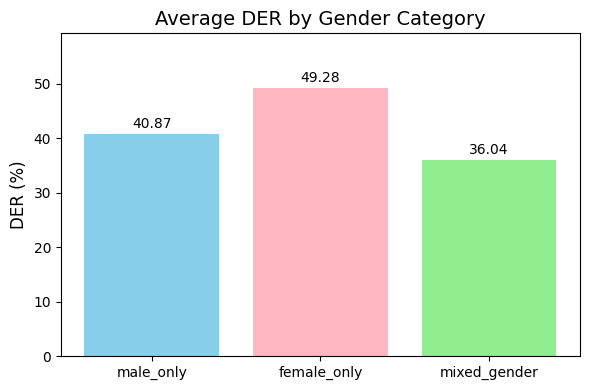 Average DER by Gender Category
DER (%)
50
40
30
20
10
0
40.87
49.28
36.04
male_only
female_only
mixed_gender